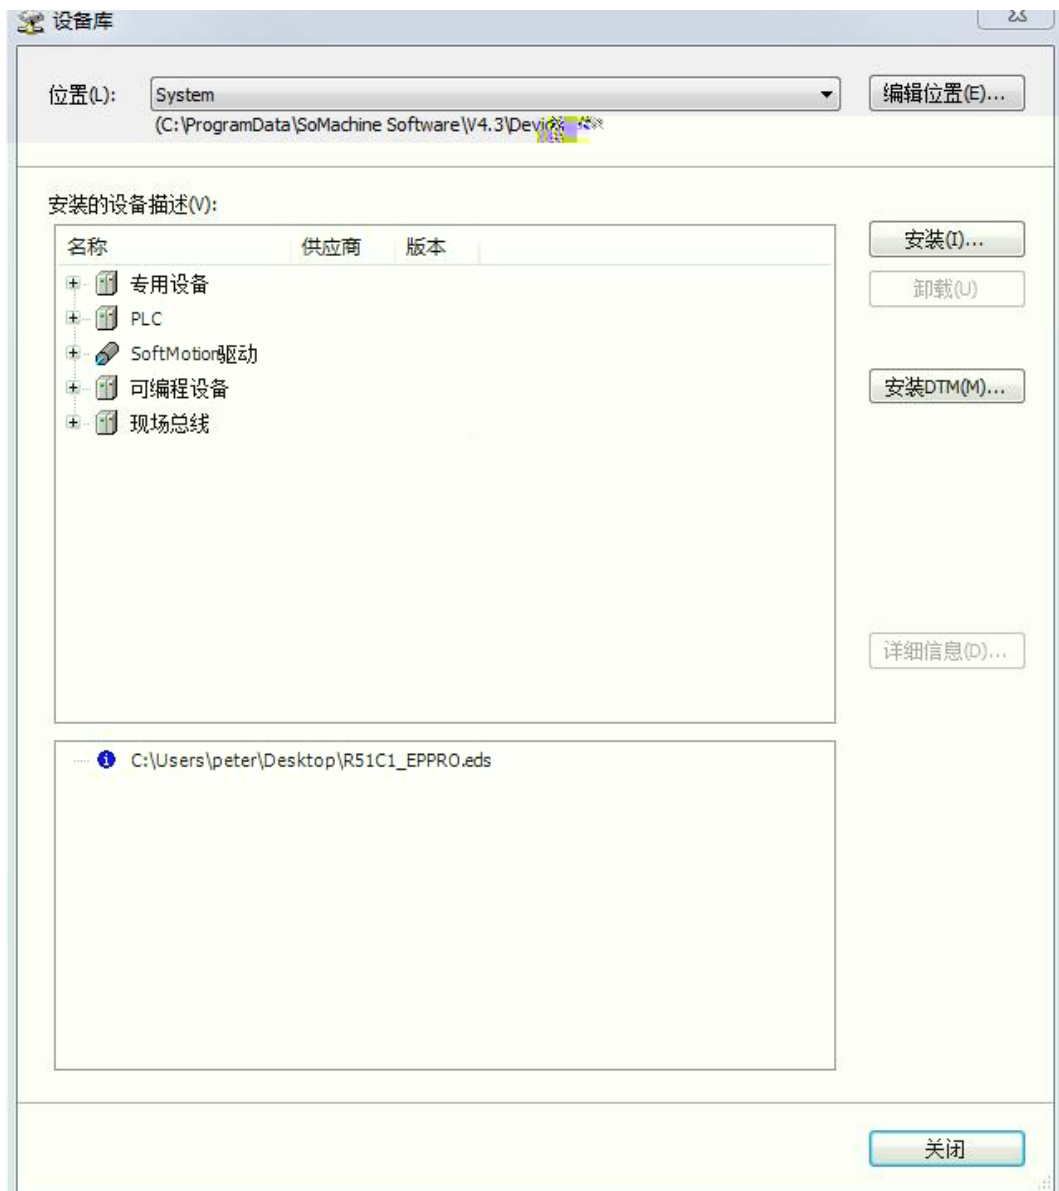 设备库
位置(L):
System
编辑位置(E)...
(C:\ProgramData\SoMachine Software\V4.3\
安装的设备描述(V):
名称 供应商 版本
安装(I)...
专用设备
卸载(U)
PLC
SoftMotion驱动
可编程设备
安装DTM(M)...
现场总线
详细信息(D)...
C:\Users\peter\Desktop\R51C1_EPPRO.eds
关闭